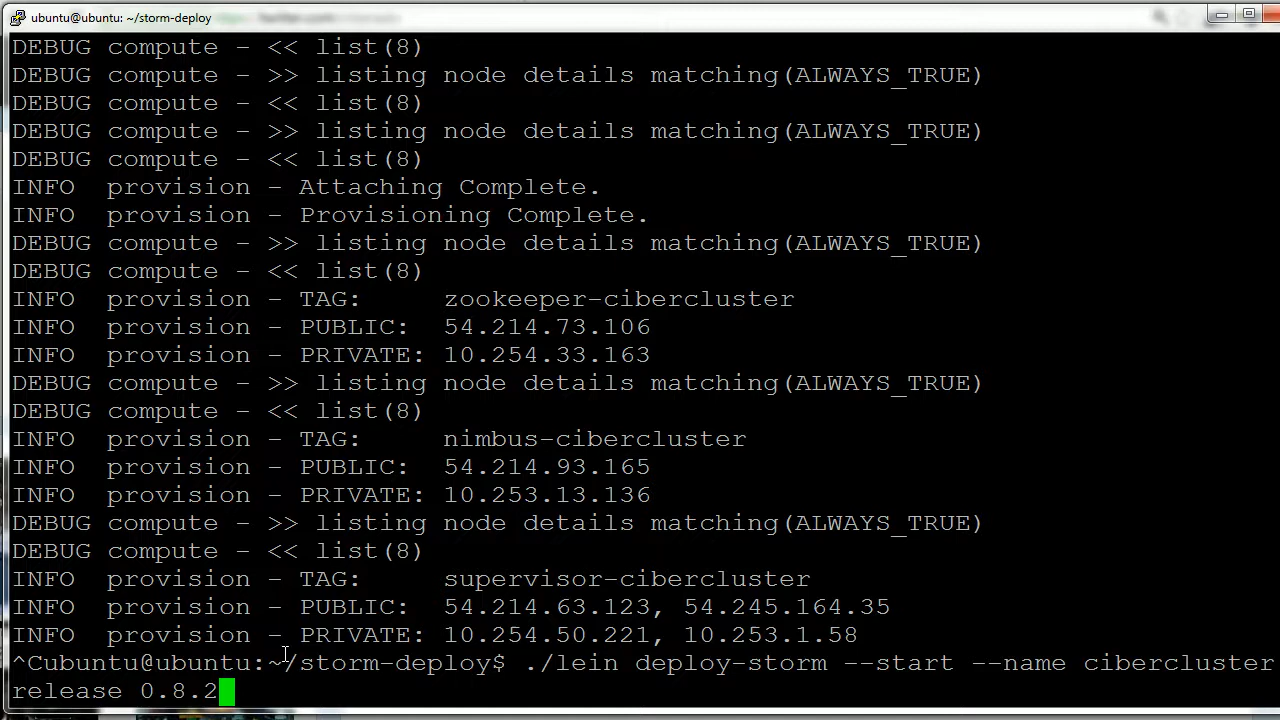 ubuntu@ubuntu: ~/storm-deploy
DEBUG compute - << list(8)
DEBUG compute - >> listing node details matching(ALWAYS_TRUE)
DEBUG compute - << list(8)
DEBUG compute - >> listing node details matching(ALWAYS_TRUE)
DEBUG compute - << list(8)
INFO  provision - Attaching Complete.
INFO  provision - Provisioning Complete.
DEBUG compute - >> listing node details matching(ALWAYS_TRUE)
DEBUG compute - << list(8)
INFO  provision - TAG:     zookeeper-cibercluster
INFO  provision - PUBLIC:  54.214.73.106
INFO  provision - PRIVATE: 10.254.33.163
DEBUG compute - >> listing node details matching(ALWAYS_TRUE)
DEBUG compute - << list(8)
INFO  provision - TAG:     nimbus-cibercluster
INFO  provision - PUBLIC:  54.214.93.165
INFO  provision - PRIVATE: 10.253.13.136
DEBUG compute - >> listing node details matching(ALWAYS_TRUE)
DEBUG compute - << list(8)
INFO  provision - TAG:     supervisor-cibercluster
INFO  provision - PUBLIC:  54.214.63.123, 54.245.164.35
INFO  provision - PRIVATE: 10.254.50.221, 10.253.1.58
^Cubuntu@ubuntu:~/storm-deploy$ ./lein deploy-storm --start --name cibercluster
release 0.8.2